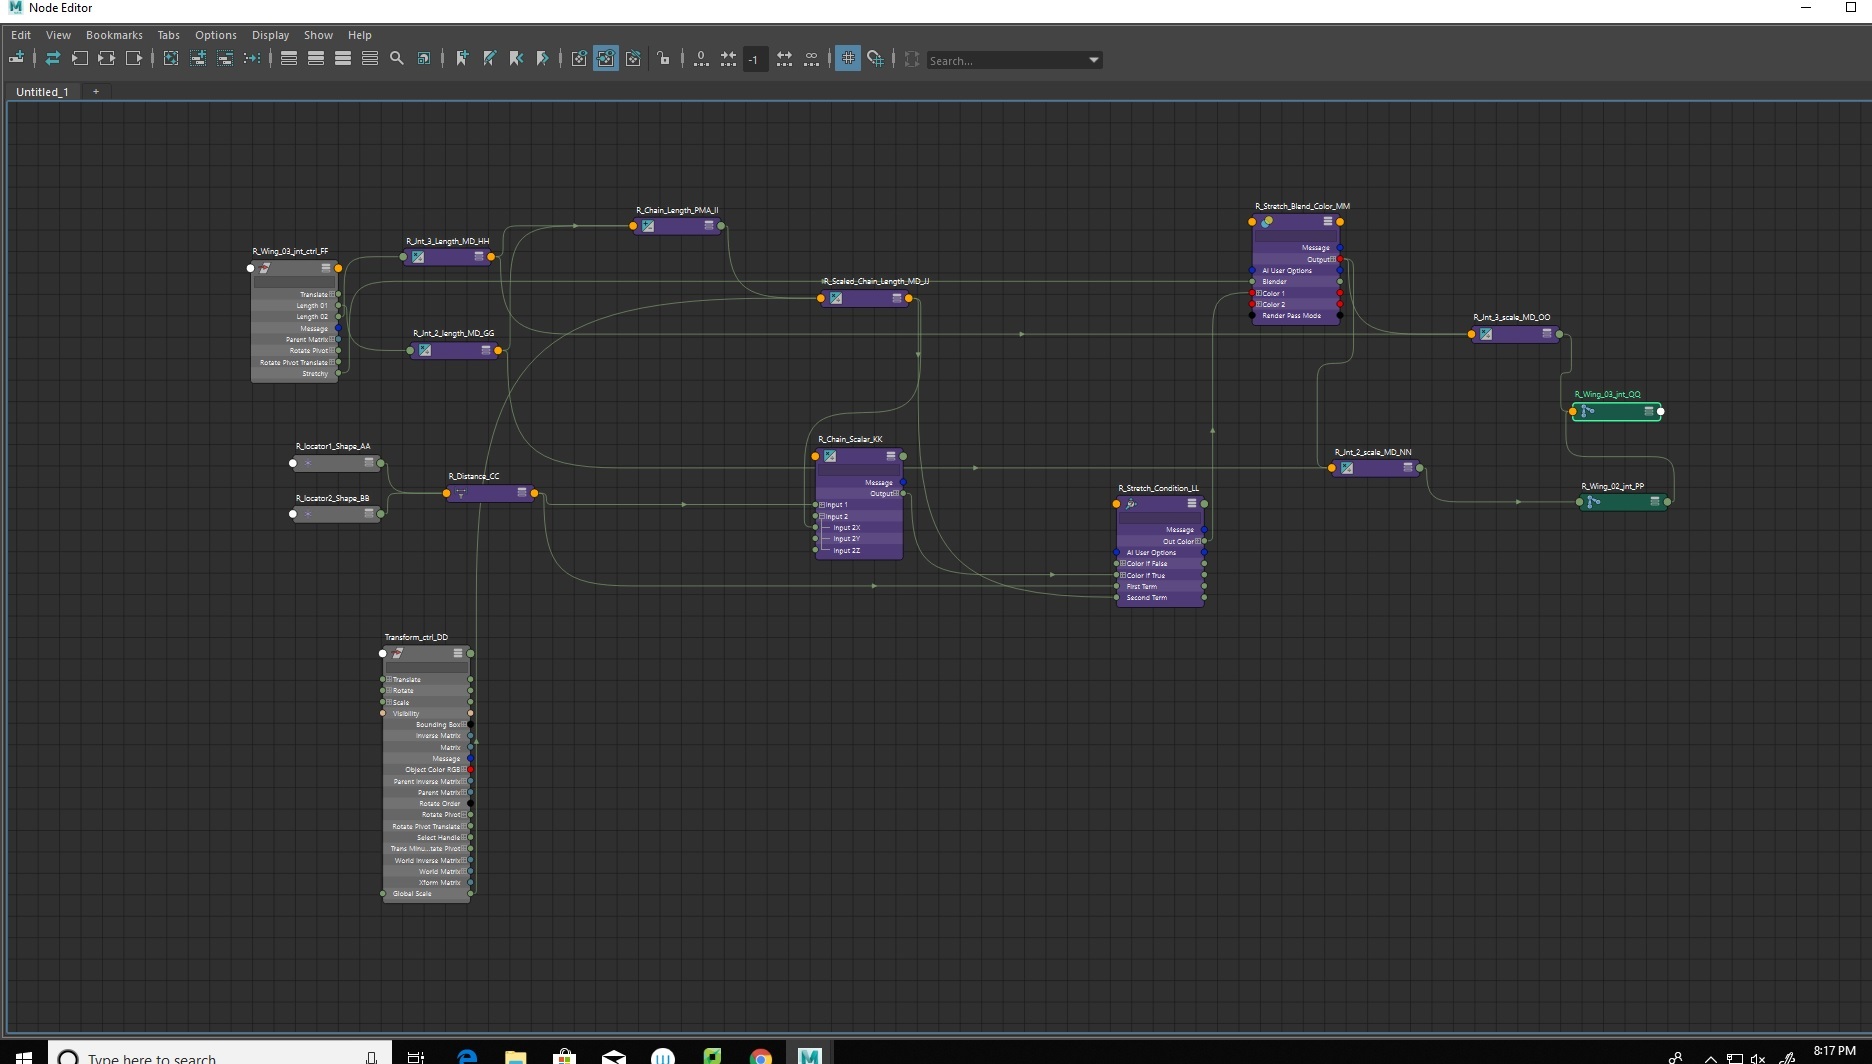 Node Editor
Edit View Bookmarks Tabs Options Display Show Help
-1
Search...
Untitled_1 +
R_Wing_03_jnt_ctrl_FF
Translate
Length 01
Length 02
Message
Parent Matrix
Rotate Pivot
Rotate Pivot Translate
Stretchy
R_Jnt_3_Length_MD_HH
R_Jnt_2_length_MD_GG
R_Chain_Length_PMA_II
R_Scaled_Chain_Length_MD_JJ
R_locator1_Shape_AA
R_locator2_Shape_BB
R_Distance_CC
R_Chain_Scalar_KK
Message
Output
Input 1
Input 2
Input 2X
Input 2Y
Input 2Z
R_Stretch_Condition_LL
Message
Out Color
AI User Options
Color If False
Color If True
First Term
Second Term
R_Stretch_Blend_Color_MM
Message
Output
AI User Options
Blender
Color 1
Color 2
Render Pass Mode
R_Jnt_3_scale_MD_OO
R_Wing_03_jnt_QQ
R_Jnt_2_scale_MD_NN
R_Wing_02_jnt_PP
Transform_ctrl_DD
Translate
Rotate
Scale
Visibility
Bounding Box
Inverse Matrix
Matrix
Message
Object Color RGB
Parent Inverse Matrix
Parent Matrix
Rotate Order
Rotate Pivot
Rotate Pivot Translate
Select Handle
Trans Minu...tate Pivot
World Inverse Matrix
World Matrix
Xform Matrix
Global Scale
Type here to search
8:17 PM